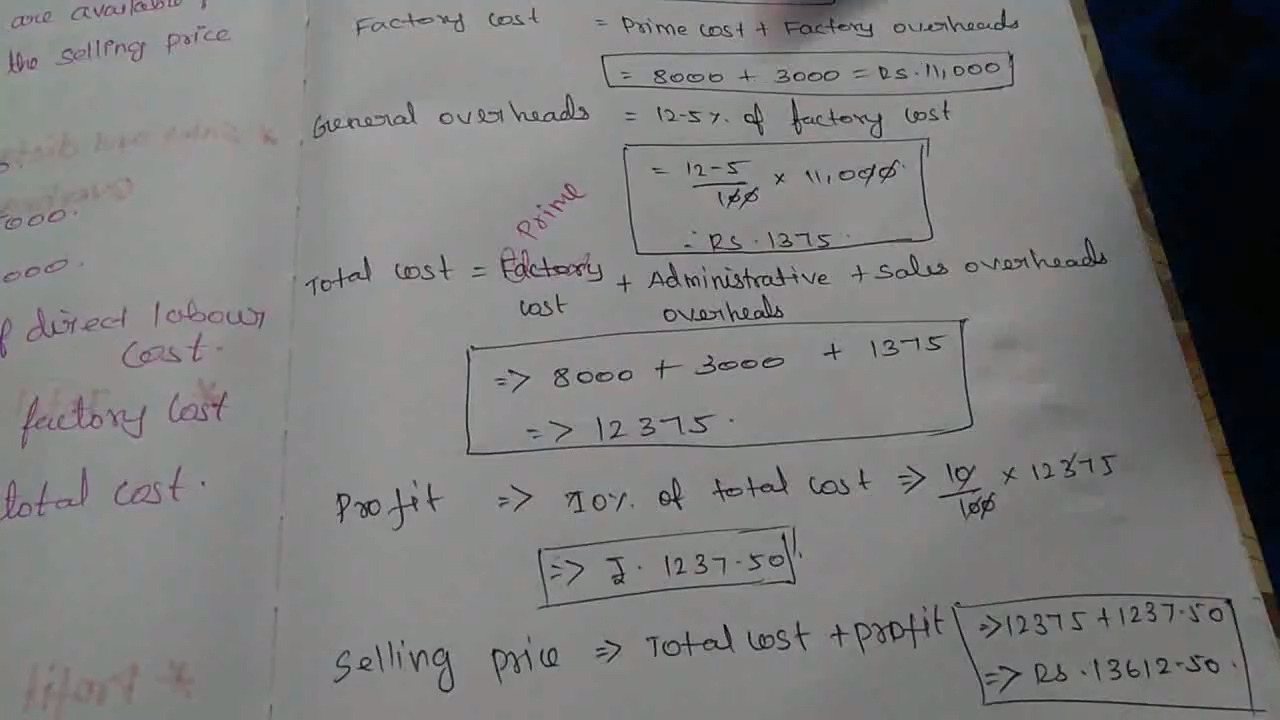 are available
the selling price
000.
000.
direct labour
cost.
factory cost
total cost.
Factory cost = Prime cost + Factory overheads
= 8000 + 3000 = Rs. 11,000
General overheads = 12.5% of factory cost
= 12-5/100 × 11,000.
∴ Rs. 1375.
Prime
Total cost = Factory cost + Administrative overheals + Sales overheads
=> 8000 + 3000 + 1375
=> 12375.
Profit => 10% of total cost => 10/100 × 12375
=> 1237.50
Selling price => Total cost + profit => 12375 + 1237.50
=> Rs. 13612-50.